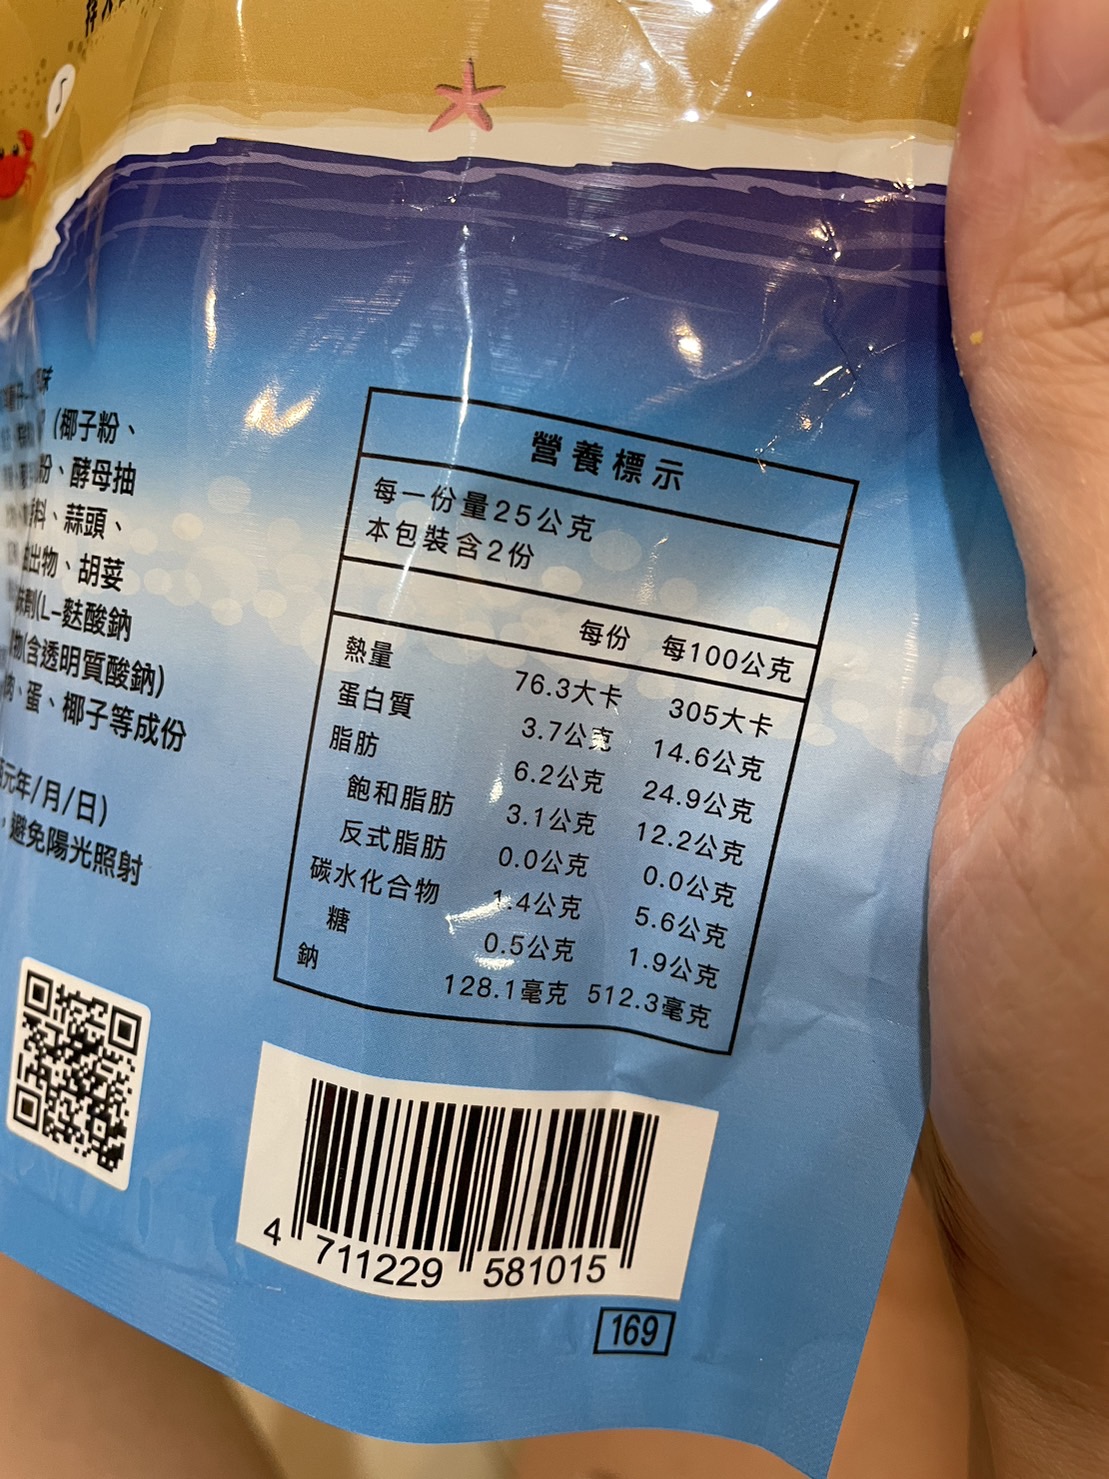 味
(椰子粉、
粉、酵母抽
料、蒜頭、
出物、胡荽
劑(L-麩酸鈉
物(含透明質酸鈉)
肉、蛋、椰子等成份
元年/月/日)
，避免陽光照射
營養標示
每一份量25公克
本包裝含2份
每份 每100公克
熱量 76.3大卡 305大卡
蛋白質 3.7公克 14.6公克
脂肪 6.2公克 24.9公克
飽和脂肪 3.1公克 12.2公克
反式脂肪 0.0公克 0.0公克
碳水化合物 1.4公克 5.6公克
糖 0.5公克 1.9公克
鈉 128.1毫克 512.3毫克
4 711229 581015
169